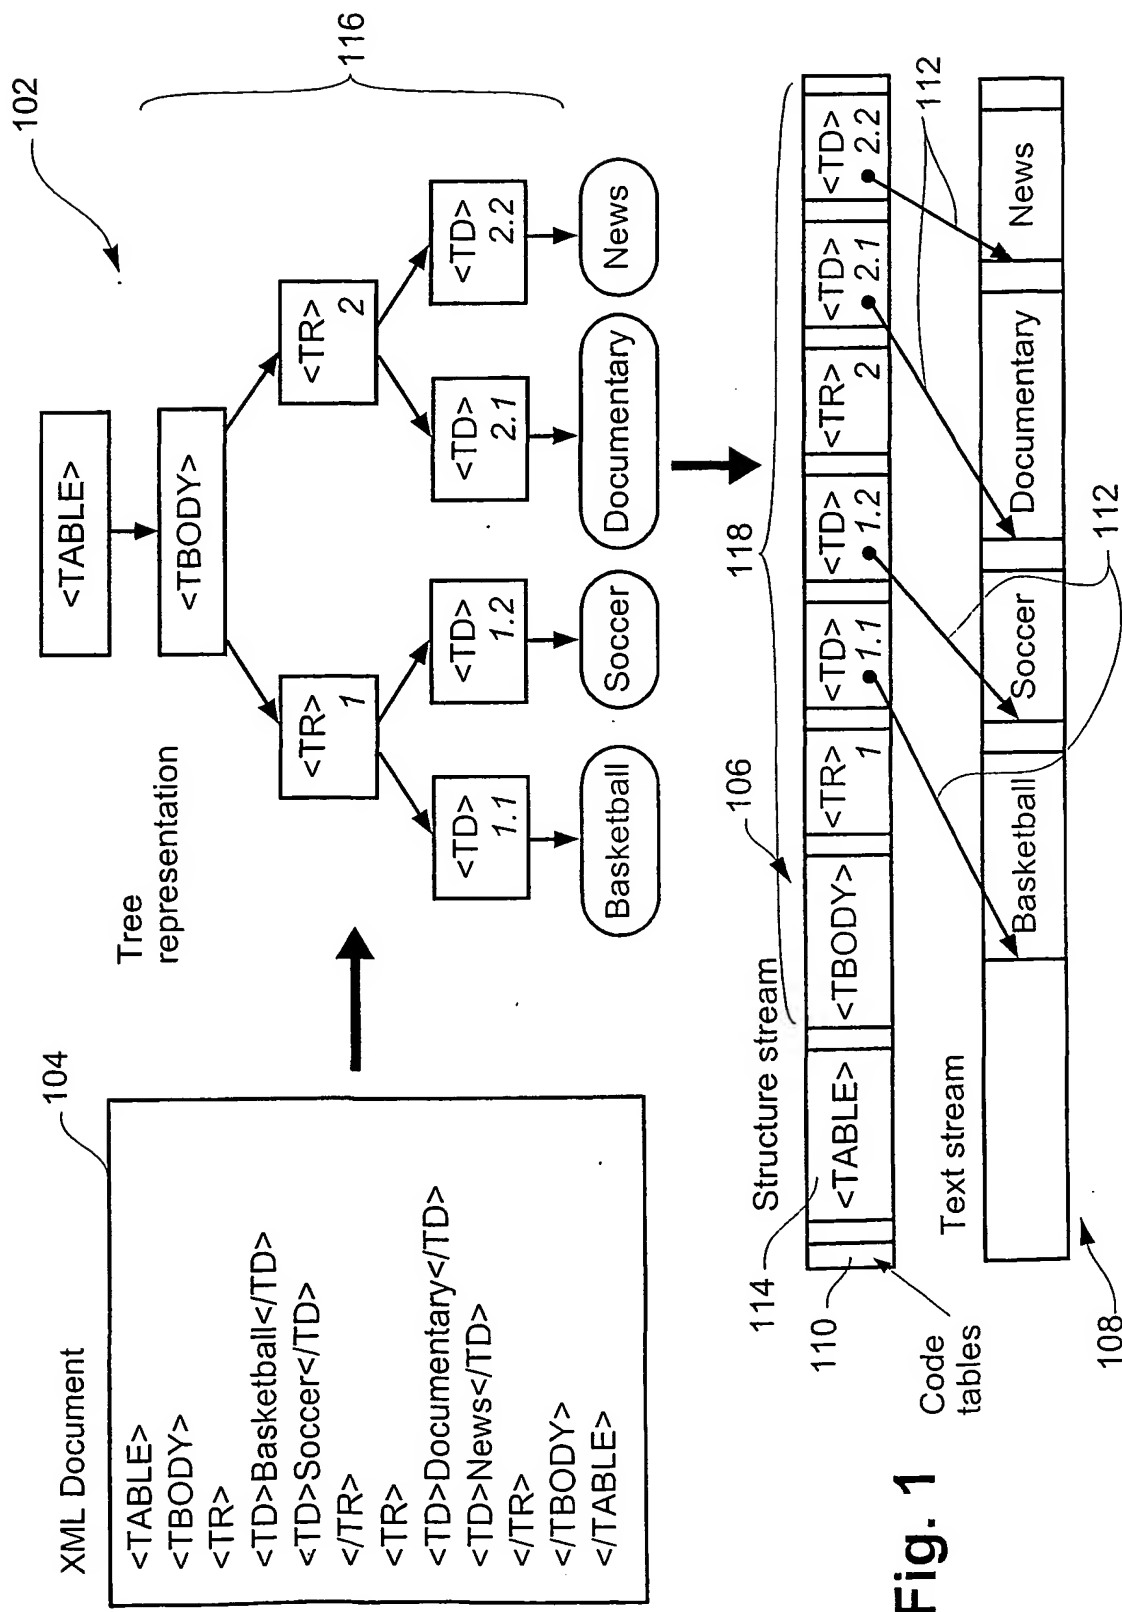 XML Document
104
<TABLE>
<TBODY>
<TR>
<TD>Basketball</TD>
<TD>Soccer</TD>
</TR>
<TR>
<TD>Documentary</TD>
<TD>News</TD>
</TR>
</TBODY>
</TABLE>
Tree
representation
102
<TABLE>
<TBODY>
<TR>
1
<TR>
2
<TD>
1.1
<TD>
1.2
<TD>
2.1
<TD>
2.2
Basketball
Soccer
Documentary
News
116
Structure stream
106
118
114
110
<TABLE>
<TBODY>
<TR>
1
<TD>
1.1
<TD>
1.2
<TR>
2
<TD>
2.1
<TD>
2.2
Code
tables
112
Text stream
108
Basketball
Soccer
Documentary
News
112
Fig. 1